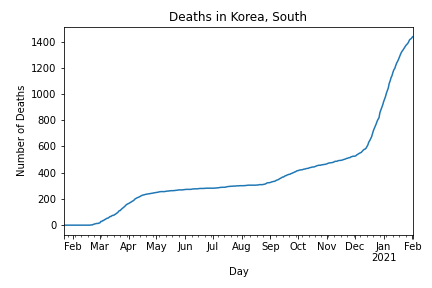 Deaths in Korea, South
Number of Deaths
1400
1200
1000
800
600
400
200
0
Feb Mar Apr May Jun Jul Aug Sep Oct Nov Dec Jan Feb
2021
Day